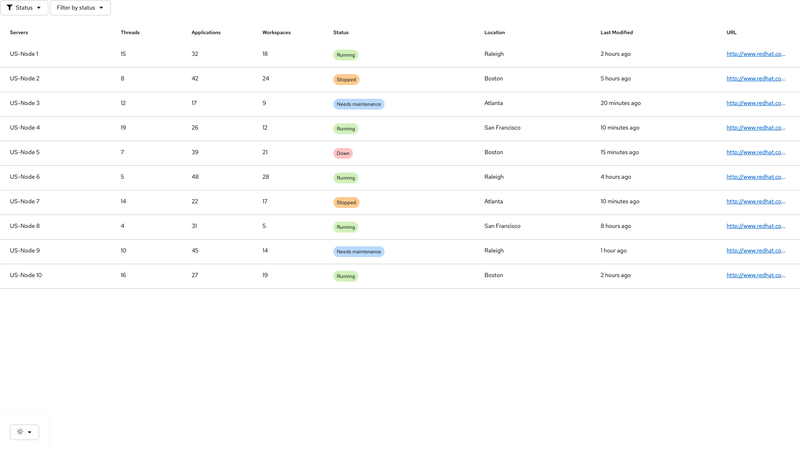 Status Filter by status
Servers Threads Applications Workspaces Status Location Last Modified URL
US-Node 1 15 32 18 Running Raleigh 2 hours ago http://www.redhat.co...
US-Node 2 8 42 24 Stopped Boston 5 hours ago http://www.redhat.co...
US-Node 3 12 17 9 Needs maintenance Atlanta 20 minutes ago http://www.redhat.co...
US-Node 4 19 26 12 Running San Francisco 10 minutes ago http://www.redhat.co...
US-Node 5 7 39 21 Down Boston 15 minutes ago http://www.redhat.co...
US-Node 6 5 48 28 Running Raleigh 4 hours ago http://www.redhat.co...
US-Node 7 14 22 17 Stopped Atlanta 10 minutes ago http://www.redhat.co...
US-Node 8 4 31 5 Running San Francisco 8 hours ago http://www.redhat.co...
US-Node 9 10 45 14 Needs maintenance Raleigh 1 hour ago http://www.redhat.co...
US-Node 10 16 27 19 Running Boston 2 hours ago http://www.redhat.co...